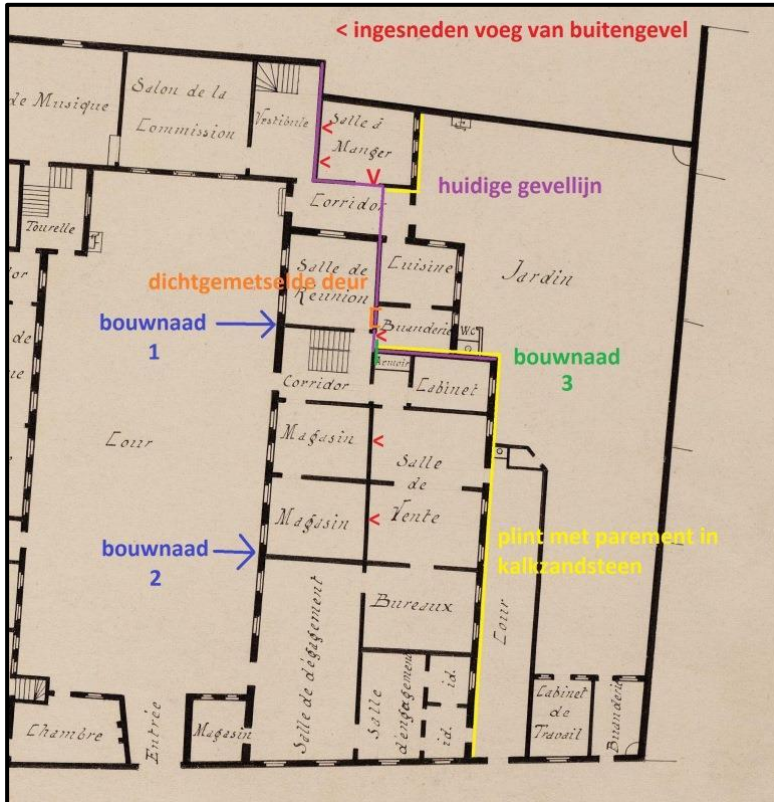 < ingesneden voeg van buitengevel
de Musique
Salon de la
Commission
Vestibule
Salle à
Manger
huidige gevellijn
Corridor
Tourelle
Salle de
Réunion
Cuisine
Jardin
dichtgemetselde deur
bouwnaad
1
Buanderie
W.C.
bouwnaad
3
Corridor
Cabinet
de
Cour
Magasin
Salle
de
Vente
Magasin
bouwnaad
2
plint met parement in
kalkzandsteen
Bureaux
Cour
Salle de dégagement
Salle
d'engagement
id.
id.
Chambre
Entrée
Magasin
Cabinet
de
Travail
Buanderie